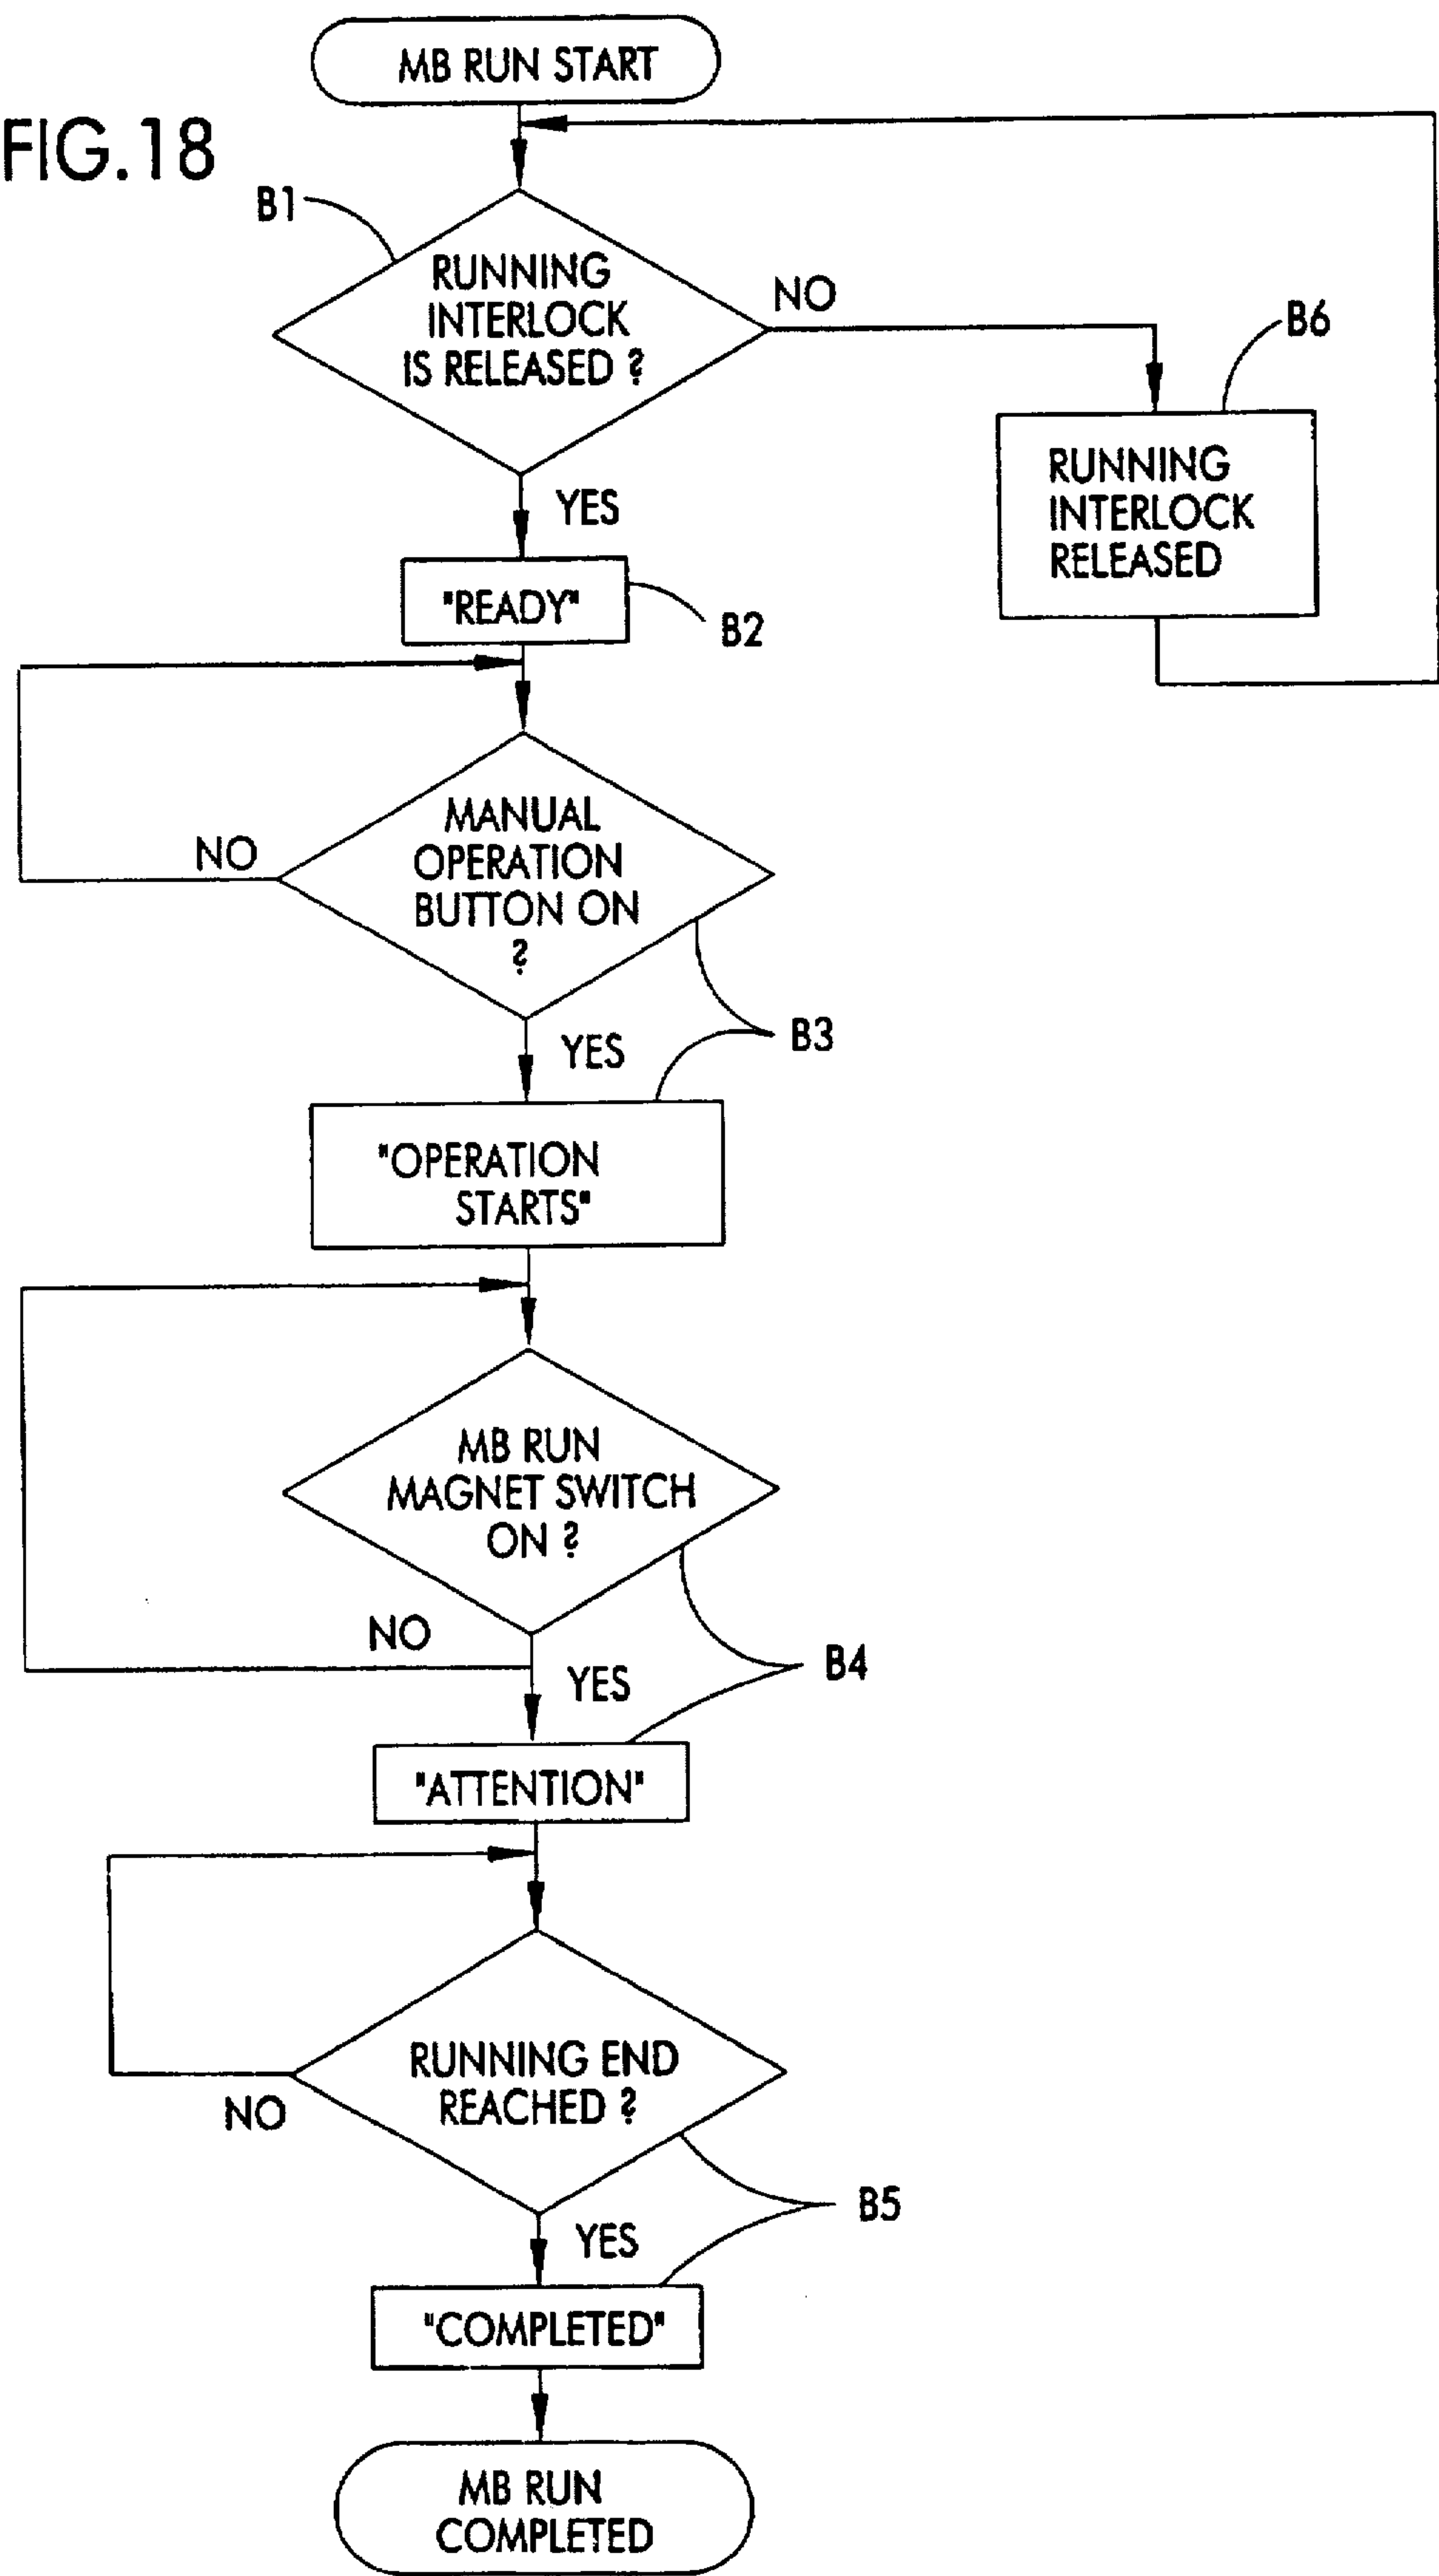 MB RUN START
FIG.18
B1
RUNNING
INTERLOCK
IS RELEASED ?
NO
B6
RUNNING
INTERLOCK
RELEASED
YES
"READY"
B2
MANUAL
OPERATION
BUTTON ON
?
NO
B3
YES
"OPERATION
STARTS"
MB RUN
MAGNET SWITCH
ON ?
NO
YES
B4
"ATTENTION"
RUNNING END
REACHED ?
NO
B5
YES
"COMPLETED"
MB RUN
COMPLETED